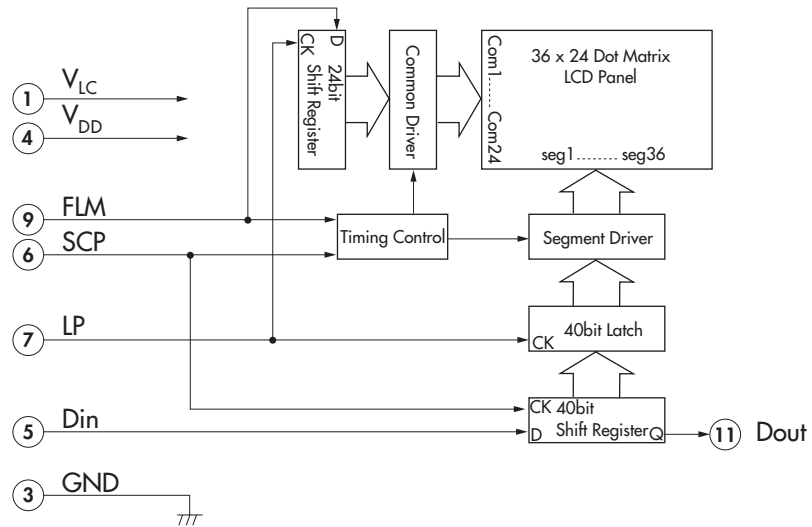 D
CK
24bit
Shift Register
Common Driver
Com1........Com24
36 x 24 Dot Matrix
LCD Panel
seg1 ......... seg36
1 VLC
4 VDD
9 FLM
Timing Control
Segment Driver
6 SCP
7 LP
40bit Latch
CK
CK 40bit
Shift Register
D
Q
5 Din
11 Dout
3 GND